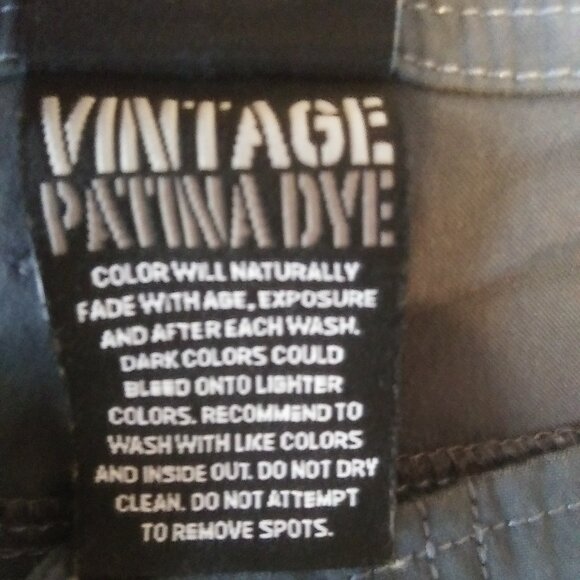 VINTAGE
PATINA DYE
COLOR WILL NATURALLY
FADE WITH AGE, EXPOSURE
AND AFTER EACH WASH.
DARK COLORS COULD
BLEED ONTO LIGHTER
COLORS. RECOMMEND TO
WASH WITH LIKE COLORS
AND INSIDE OUT. DO NOT DRY
CLEAN. DO NOT ATTEMPT
TO REMOVE SPOTS.